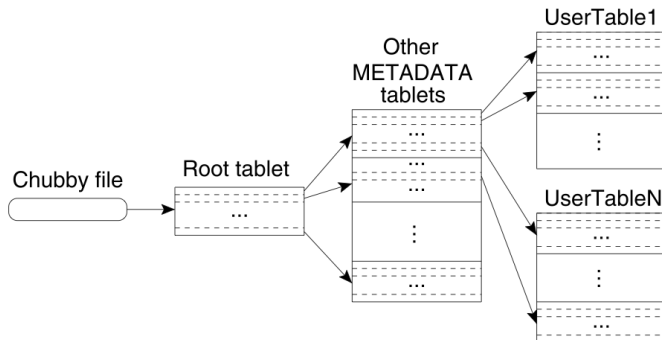 Chubby file
Root tablet
...
Other
METADATA
tablets
...
...
...
⋮
...
UserTable1
...
...
⋮
UserTableN
...
⋮
...